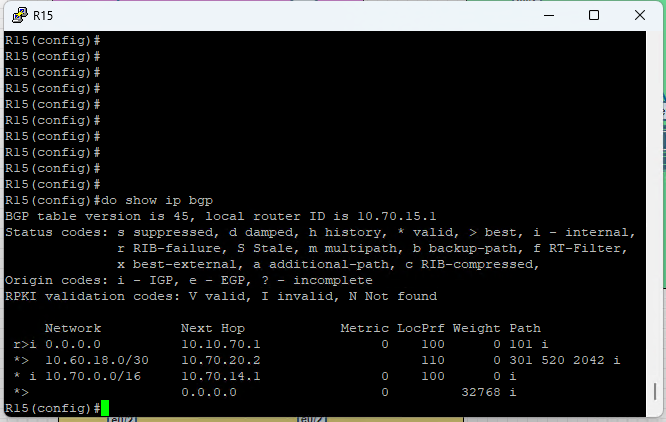 R15
R15(config)#
R15(config)#
R15(config)#
R15(config)#
R15(config)#
R15(config)#
R15(config)#
R15(config)#
R15(config)#
R15(config)#
R15(config)#do show ip bgp
BGP table version is 45, local router ID is 10.70.15.1
Status codes: s suppressed, d damped, h history, * valid, > best, i - internal,
              r RIB-failure, S Stale, m multipath, b backup-path, f RT-Filter,
              x best-external, a additional-path, c RIB-compressed,
Origin codes: i - IGP, e - EGP, ? - incomplete
RPKI validation codes: V valid, I invalid, N Not found

     Network          Next Hop            Metric LocPrf Weight Path
 r>i 0.0.0.0          10.10.70.1               0    100      0 101 i
 *>  10.60.18.0/30    10.70.20.2                    110      0 301 520 2042 i
 * i 10.70.0.0/16     10.70.14.1               0    100      0 i
 *>                   0.0.0.0                  0         32768 i
R15(config)#